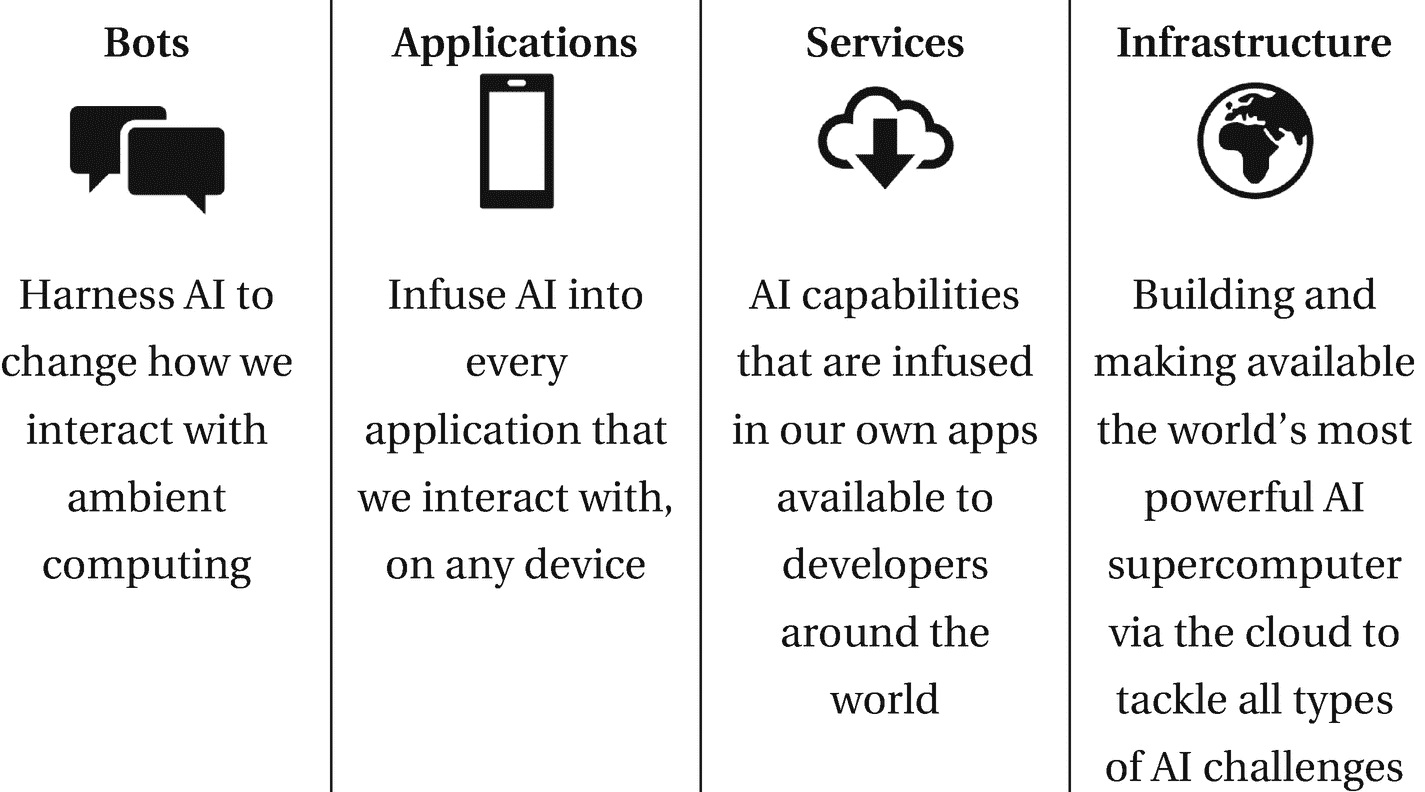 Bots
Harness AI to
change how we
interact with
ambient
computing
Applications
Infuse AI into
every
application that
we interact with,
on any device
Services
AI capabilities
that are infused
in our own apps
available to
developers
around the
world
Infrastructure
Building and
making available
the world’s most
powerful AI
supercomputer
via the cloud to
tackle all types
of AI challenges